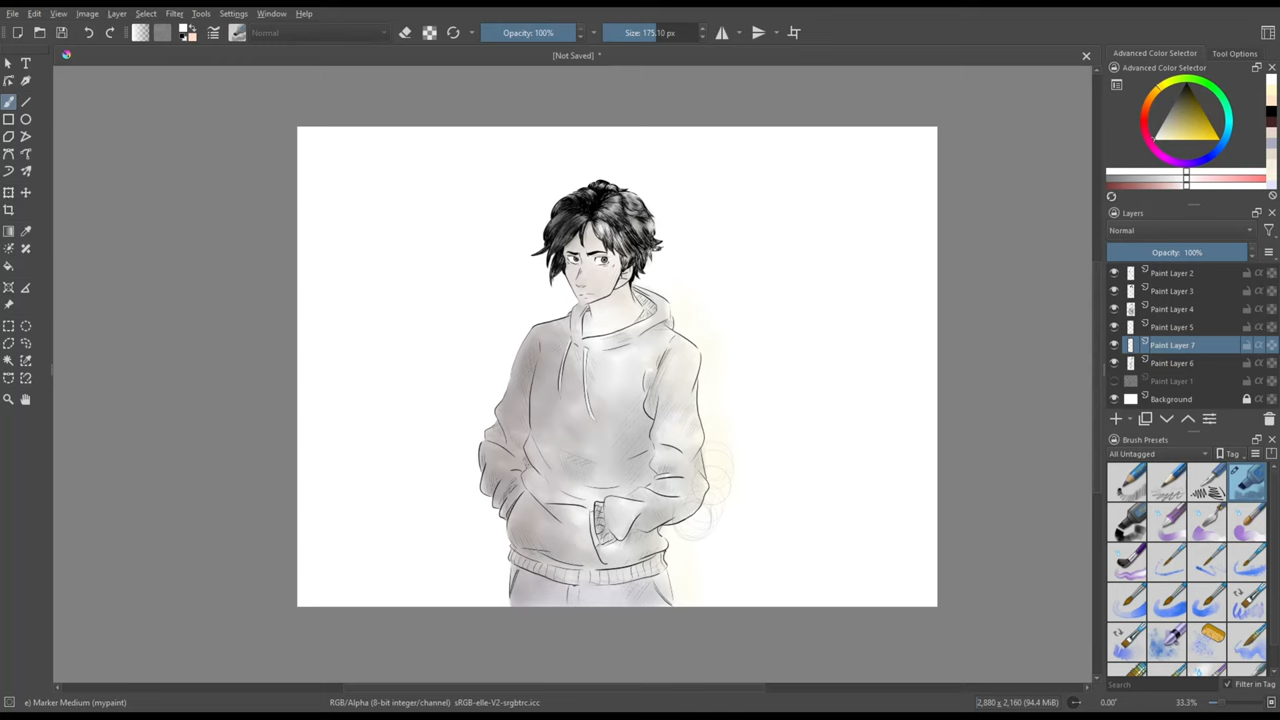 File Edit View Image Layer Select Filter Tools Settings Window Help
Normal Opacity: 100% Size: 175.10 px
[Not Saved] *
Advanced Color Selector Tool Options
Advanced Color Selector
Layers
Normal
Opacity: 100%
Paint Layer 2
Paint Layer 3
Paint Layer 4
Paint Layer 5
Paint Layer 7
Paint Layer 6
Paint Layer 1
Background
Brush Presets
All Untagged Tag
Search Filter in Tag
e) Marker Medium (mypaint) RGB/Alpha (8-bit integer/channel) sRGB-elle-V2-srgbtrc.icc 2,880 x 2,160 (94.4 MiB) 0.00° 33.3%